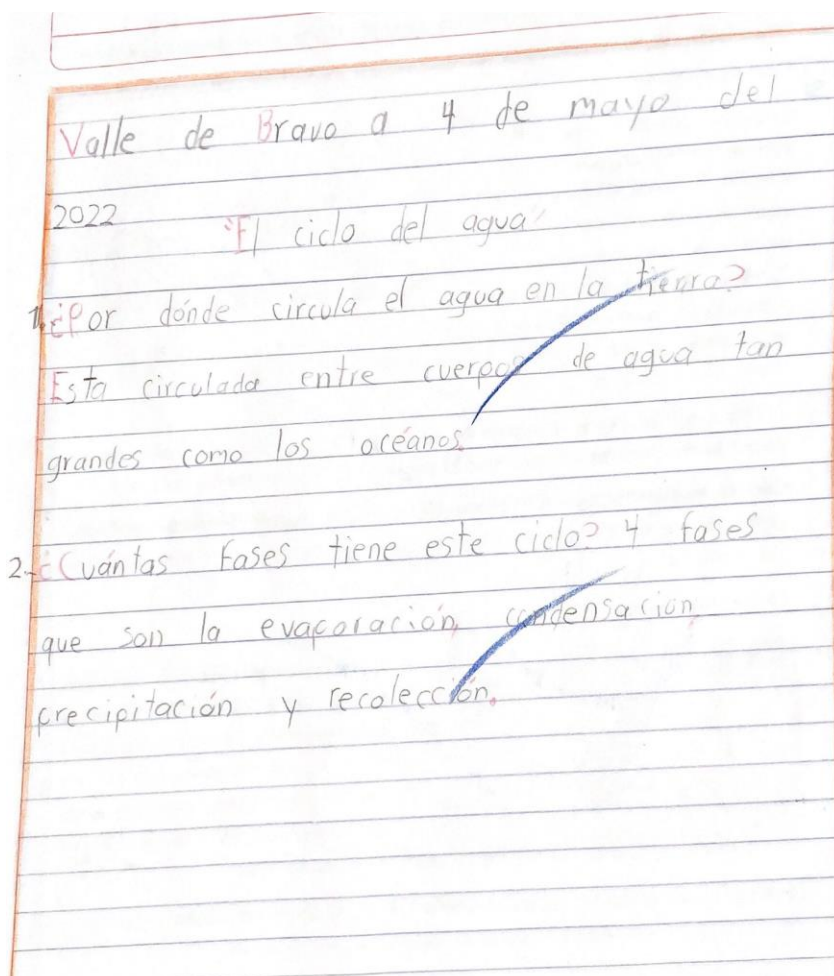 Valle de Bravo a 4 de mayo del
2022
"El ciclo del agua"
1. ¿Por dónde circula el agua en la tierra?
Esta circulada entre cuerpos de agua tan
grandes como los océanos.
2.- ¿Cuántas fases tiene este ciclo? 4 fases
que son la evaporación, condensación,
precipitación y recolección.